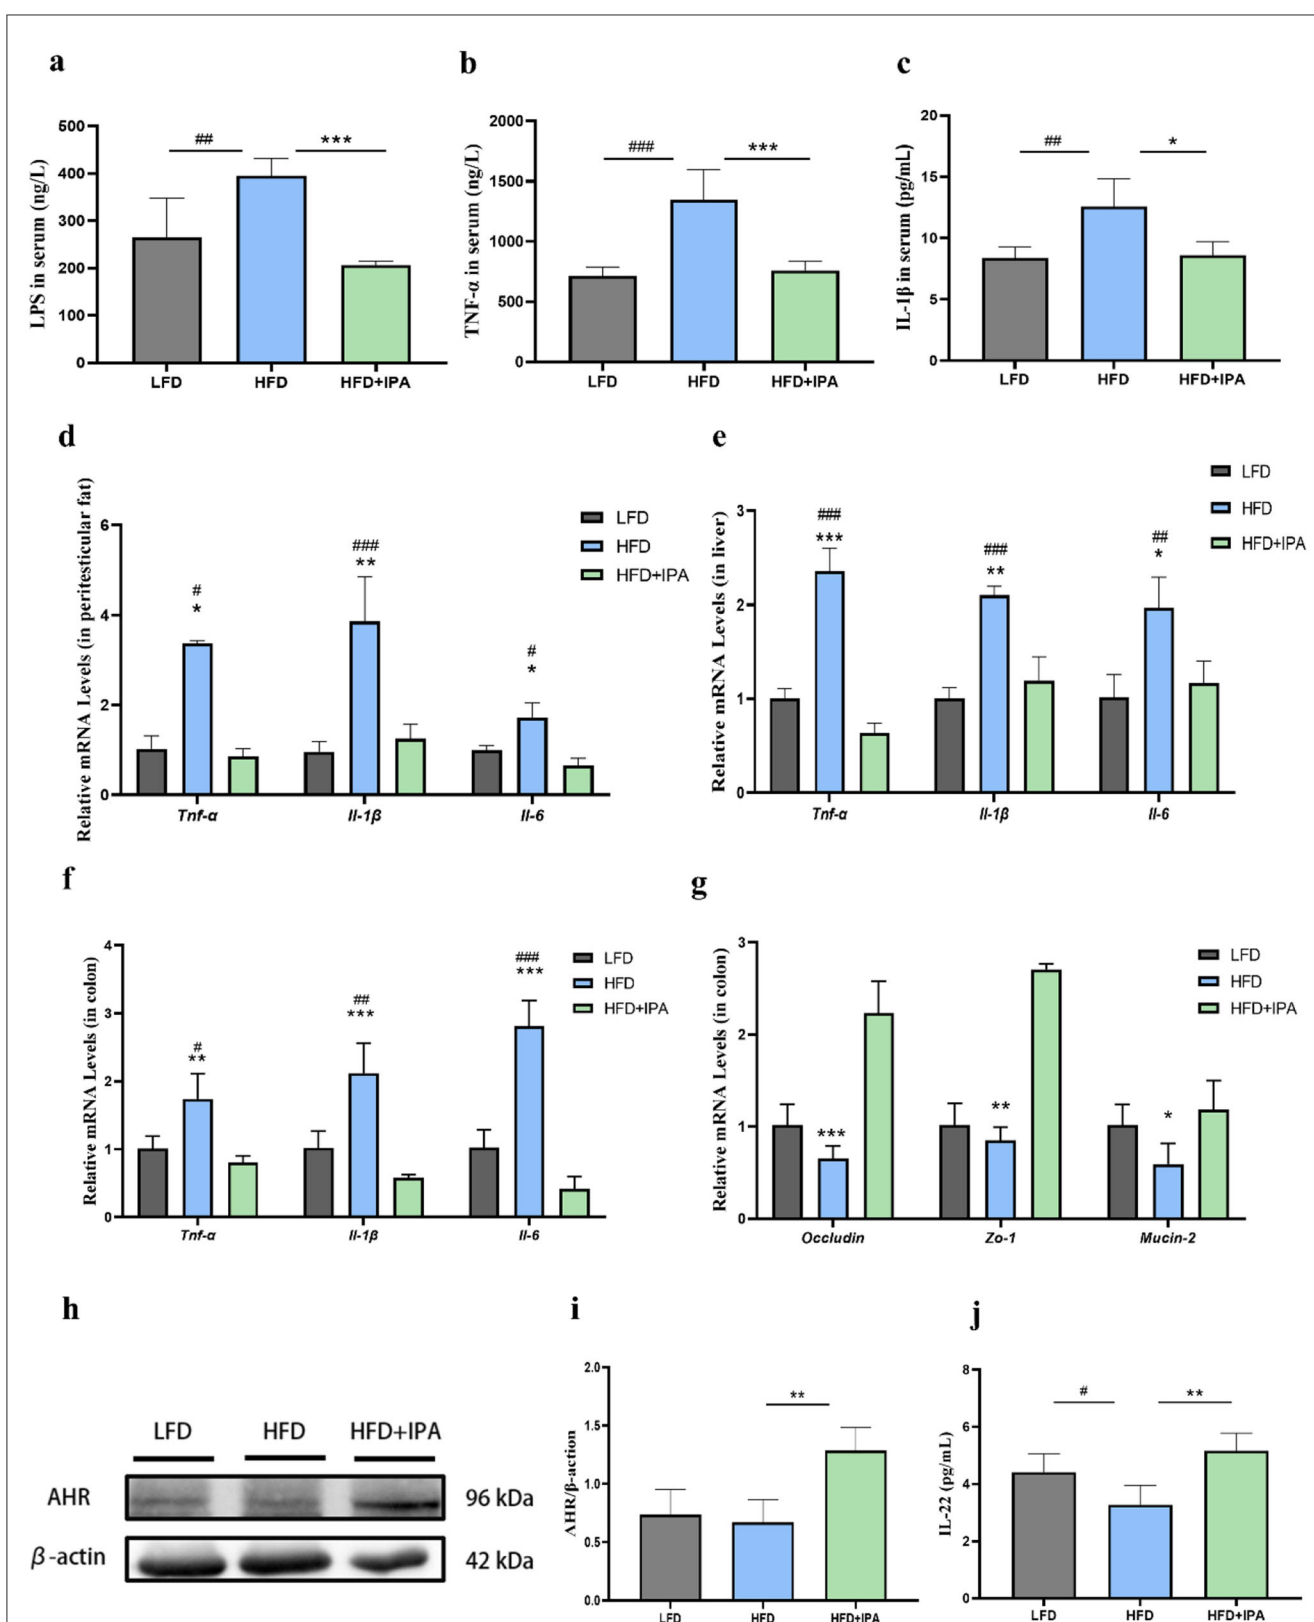 a
LPS in serum (ng/L)
500
400
300
200
100
0
##
***
LFD
HFD
HFD+IPA
b
TNF-α in serum (ng/L)
2000
1500
1000
500
0
###
***
LFD
HFD
HFD+IPA
c
IL-1β in serum (pg/mL)
20
15
10
5
0
##
*
LFD
HFD
HFD+IPA
d
Relative mRNA Levels (in peritesticular fat)
6
4
2
0
#
*
###
**
#
*
Tnf-α
Il-1β
Il-6
LFD
HFD
HFD+IPA
e
Relative mRNA Levels (in liver)
3
2
1
0
###
***
###
**
##
*
Tnf-α
Il-1β
Il-6
LFD
HFD
HFD+IPA
f
Relative mRNA Levels (in colon)
4
3
2
1
0
#
**
##
***
###
***
Tnf-α
Il-1β
Il-6
LFD
HFD
HFD+IPA
g
Relative mRNA Levels (in colon)
3
2
1
0
***
**
*
Occludin
Zo-1
Mucin-2
LFD
HFD
HFD+IPA
h
LFD HFD HFD+IPA
AHR 96 kDa
β-actin 42 kDa
i
AHR/β-action
2.0
1.5
1.0
0.5
0.0
**
LFD
HFD
HFD+IPA
j
IL-22 (pg/mL)
8
6
4
2
0
#
**
LFD
HFD
HFD+IPA